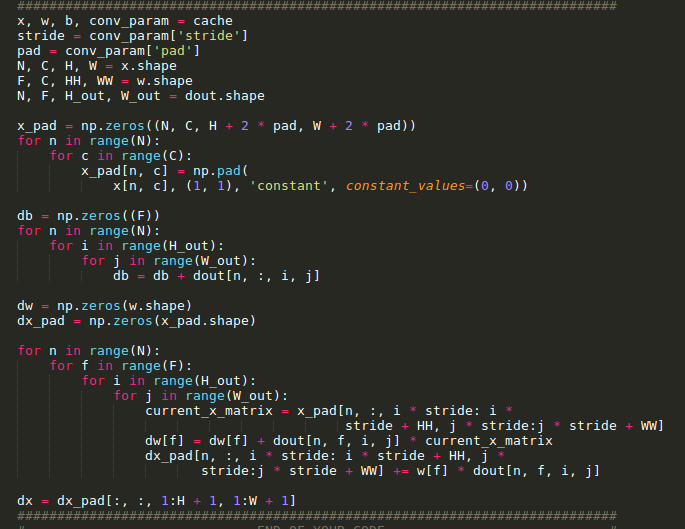 ###########################################################################
x, w, b, conv_param = cache
stride = conv_param['stride']
pad = conv_param['pad']
N, C, H, W = x.shape
F, C, HH, WW = w.shape
N, F, H_out, W_out = dout.shape

x_pad = np.zeros((N, C, H + 2 * pad, W + 2 * pad))
for n in range(N):
    for c in range(C):
        x_pad[n, c] = np.pad(
            x[n, c], (1, 1), 'constant', constant_values=(0, 0))

db = np.zeros((F))
for n in range(N):
    for i in range(H_out):
        for j in range(W_out):
            db = db + dout[n, :, i, j]

dw = np.zeros(w.shape)
dx_pad = np.zeros(x_pad.shape)

for n in range(N):
    for f in range(F):
        for i in range(H_out):
            for j in range(W_out):
                current_x_matrix = x_pad[n, :, i * stride: i *
                                         stride + HH, j * stride:j * stride + WW]
                dw[f] = dw[f] + dout[n, f, i, j] * current_x_matrix
                dx_pad[n, :, i * stride: i * stride + HH, j *
                       stride:j * stride + WW] += w[f] * dout[n, f, i, j]

dx = dx_pad[:, :, 1:H + 1, 1:W + 1]
###########################################################################
#                             END OF YOUR CODE                            #